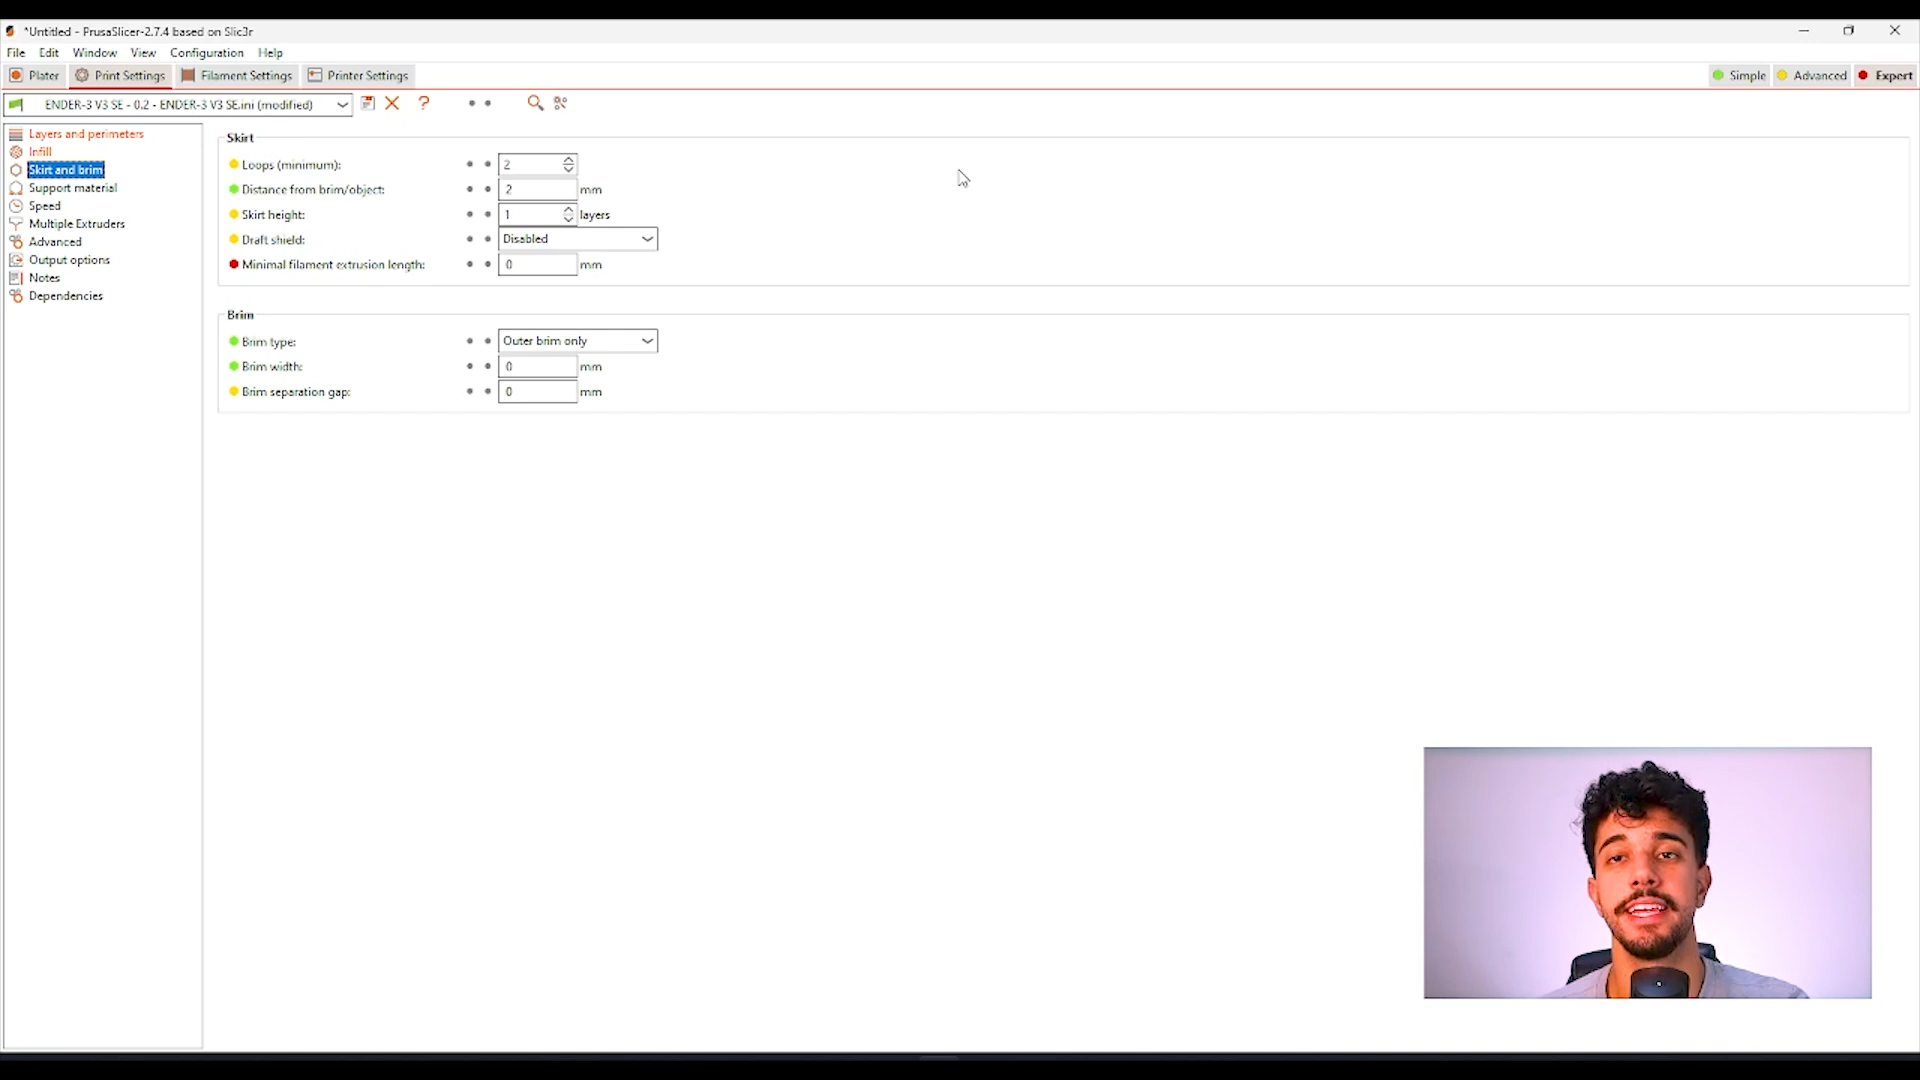 *Untitled - PrusaSlicer-2.7.4 based on Slic3r
File Edit Window View Configuration Help
Plater Print Settings Filament Settings Printer Settings Simple Advanced Expert
ENDER-3 V3 SE - 0.2 - ENDER-3 V3 SE.ini (modified)
Layers and perimeters
Infill
Skirt and brim
Support material
Speed
Multiple Extruders
Advanced
Output options
Notes
Dependencies
Skirt
Loops (minimum): 2
Distance from brim/object: 2 mm
Skirt height: 1 layers
Draft shield: Disabled
Minimal filament extrusion length: 0 mm
Brim
Brim type: Outer brim only
Brim width: 0 mm
Brim separation gap: 0 mm